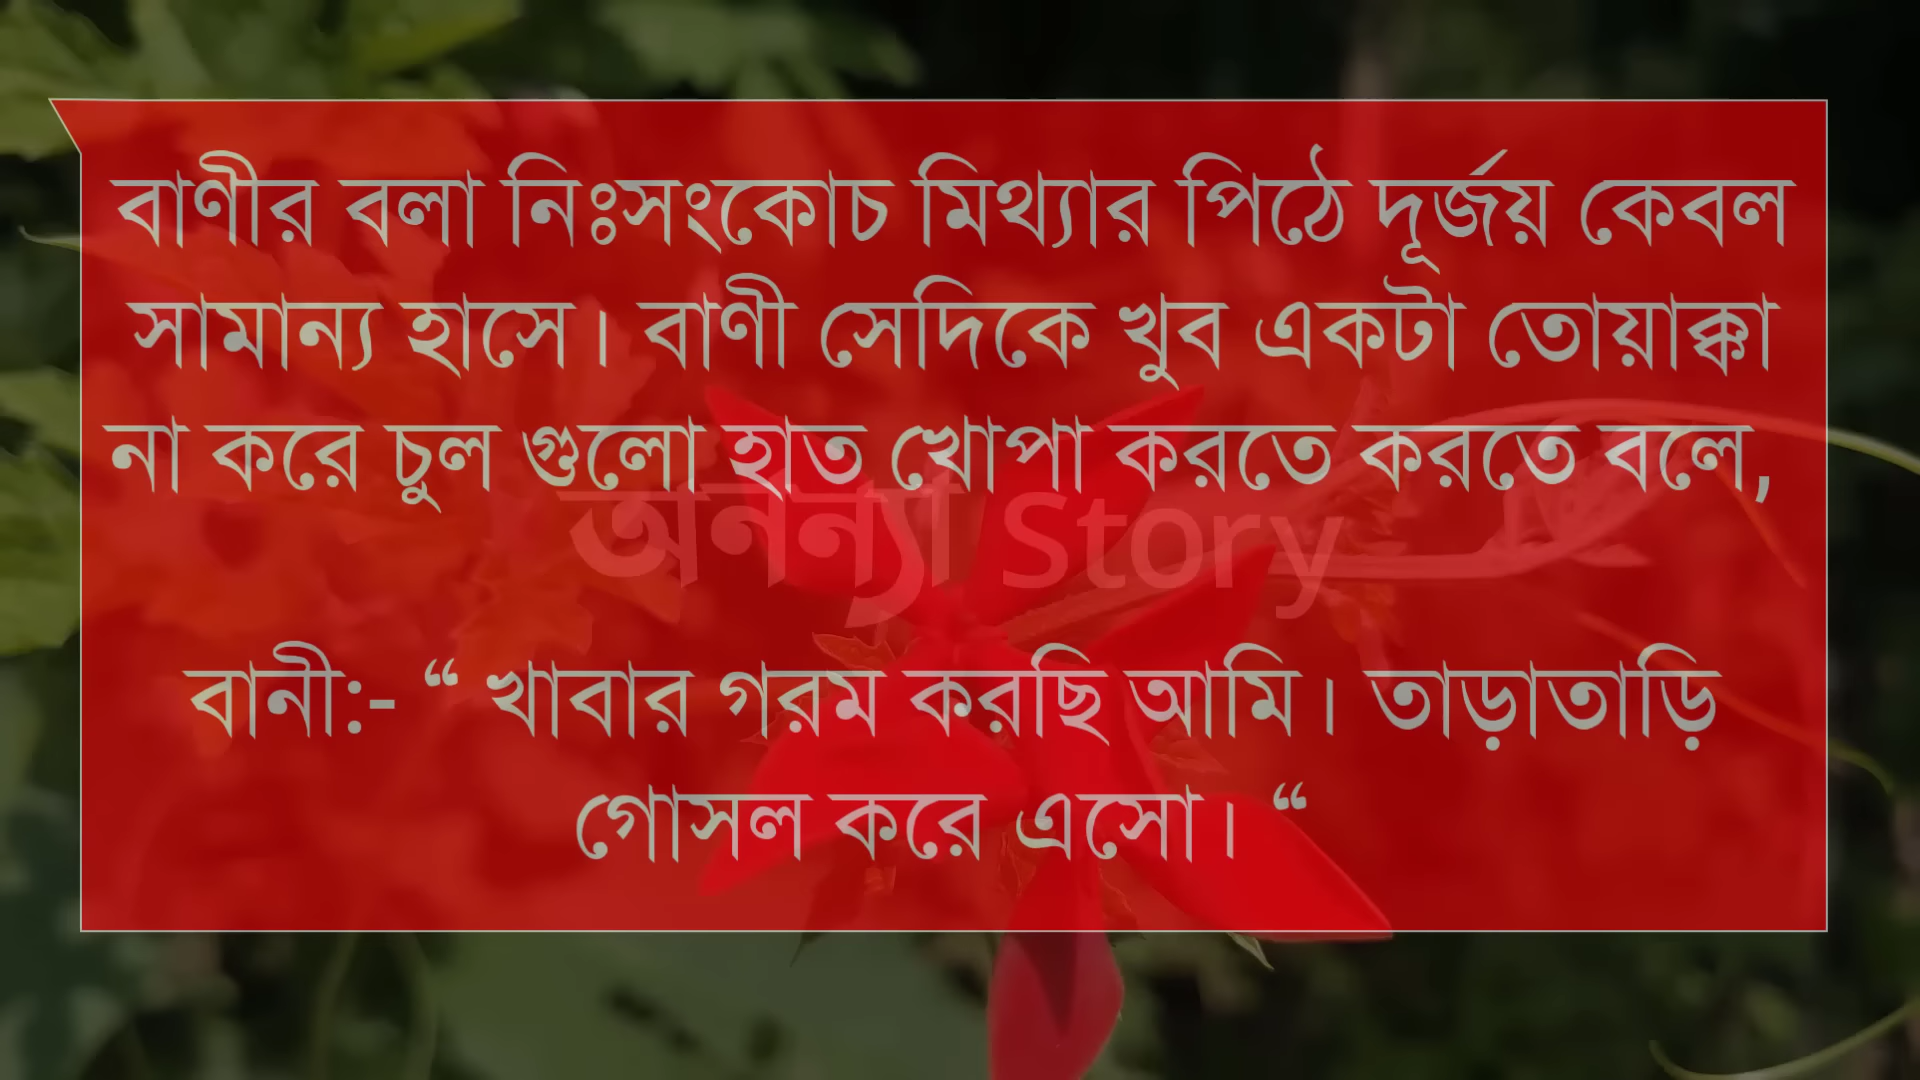 বাণীর বলা নিঃসংকোচ মিথ্যার পিঠে দূর্জয় কেবল
সামান্য হাসে। বাণী সেদিকে খুব একটা তোয়াক্কা
না করে চুল গুলো হাত খোপা করতে করতে বলে,
অনন্যা Story
বানী:- “ খাবার গরম করছি আমি। তাড়াতাড়ি
গোসল করে এসো। “